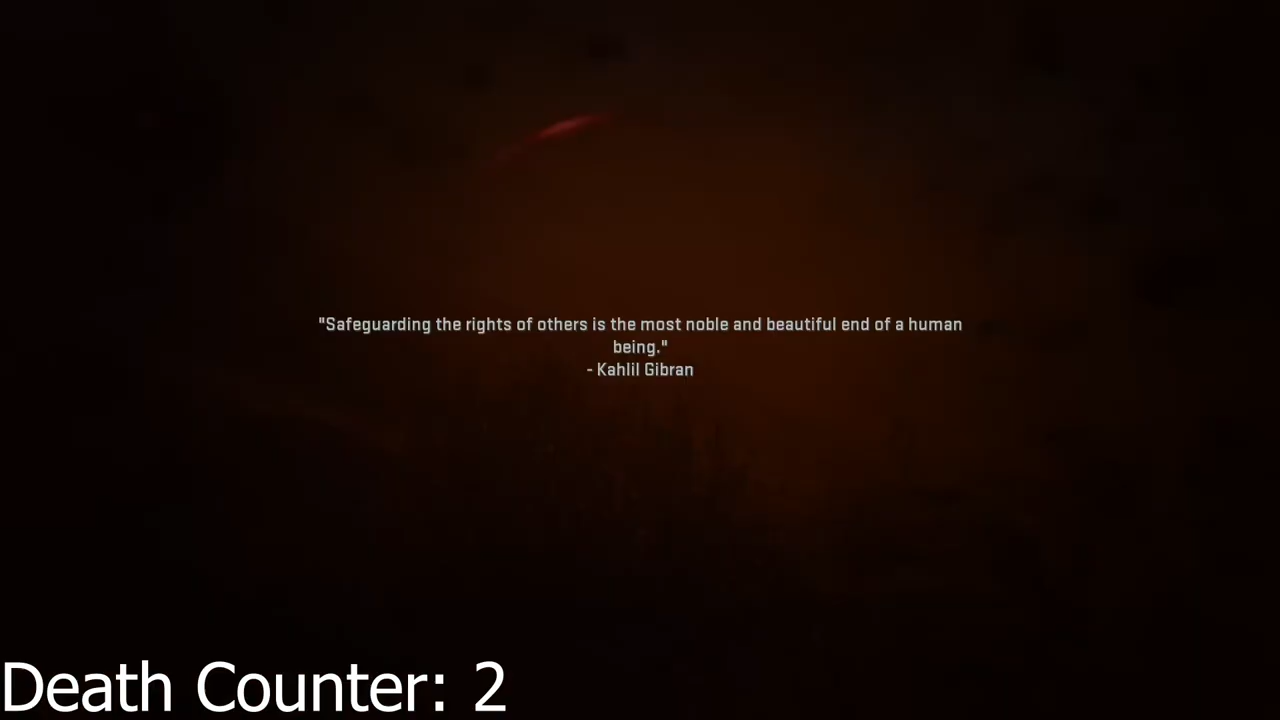 "Safeguarding the rights of others is the most noble and beautiful end of a human
being."
- Kahlil Gibran
Death Counter: 2